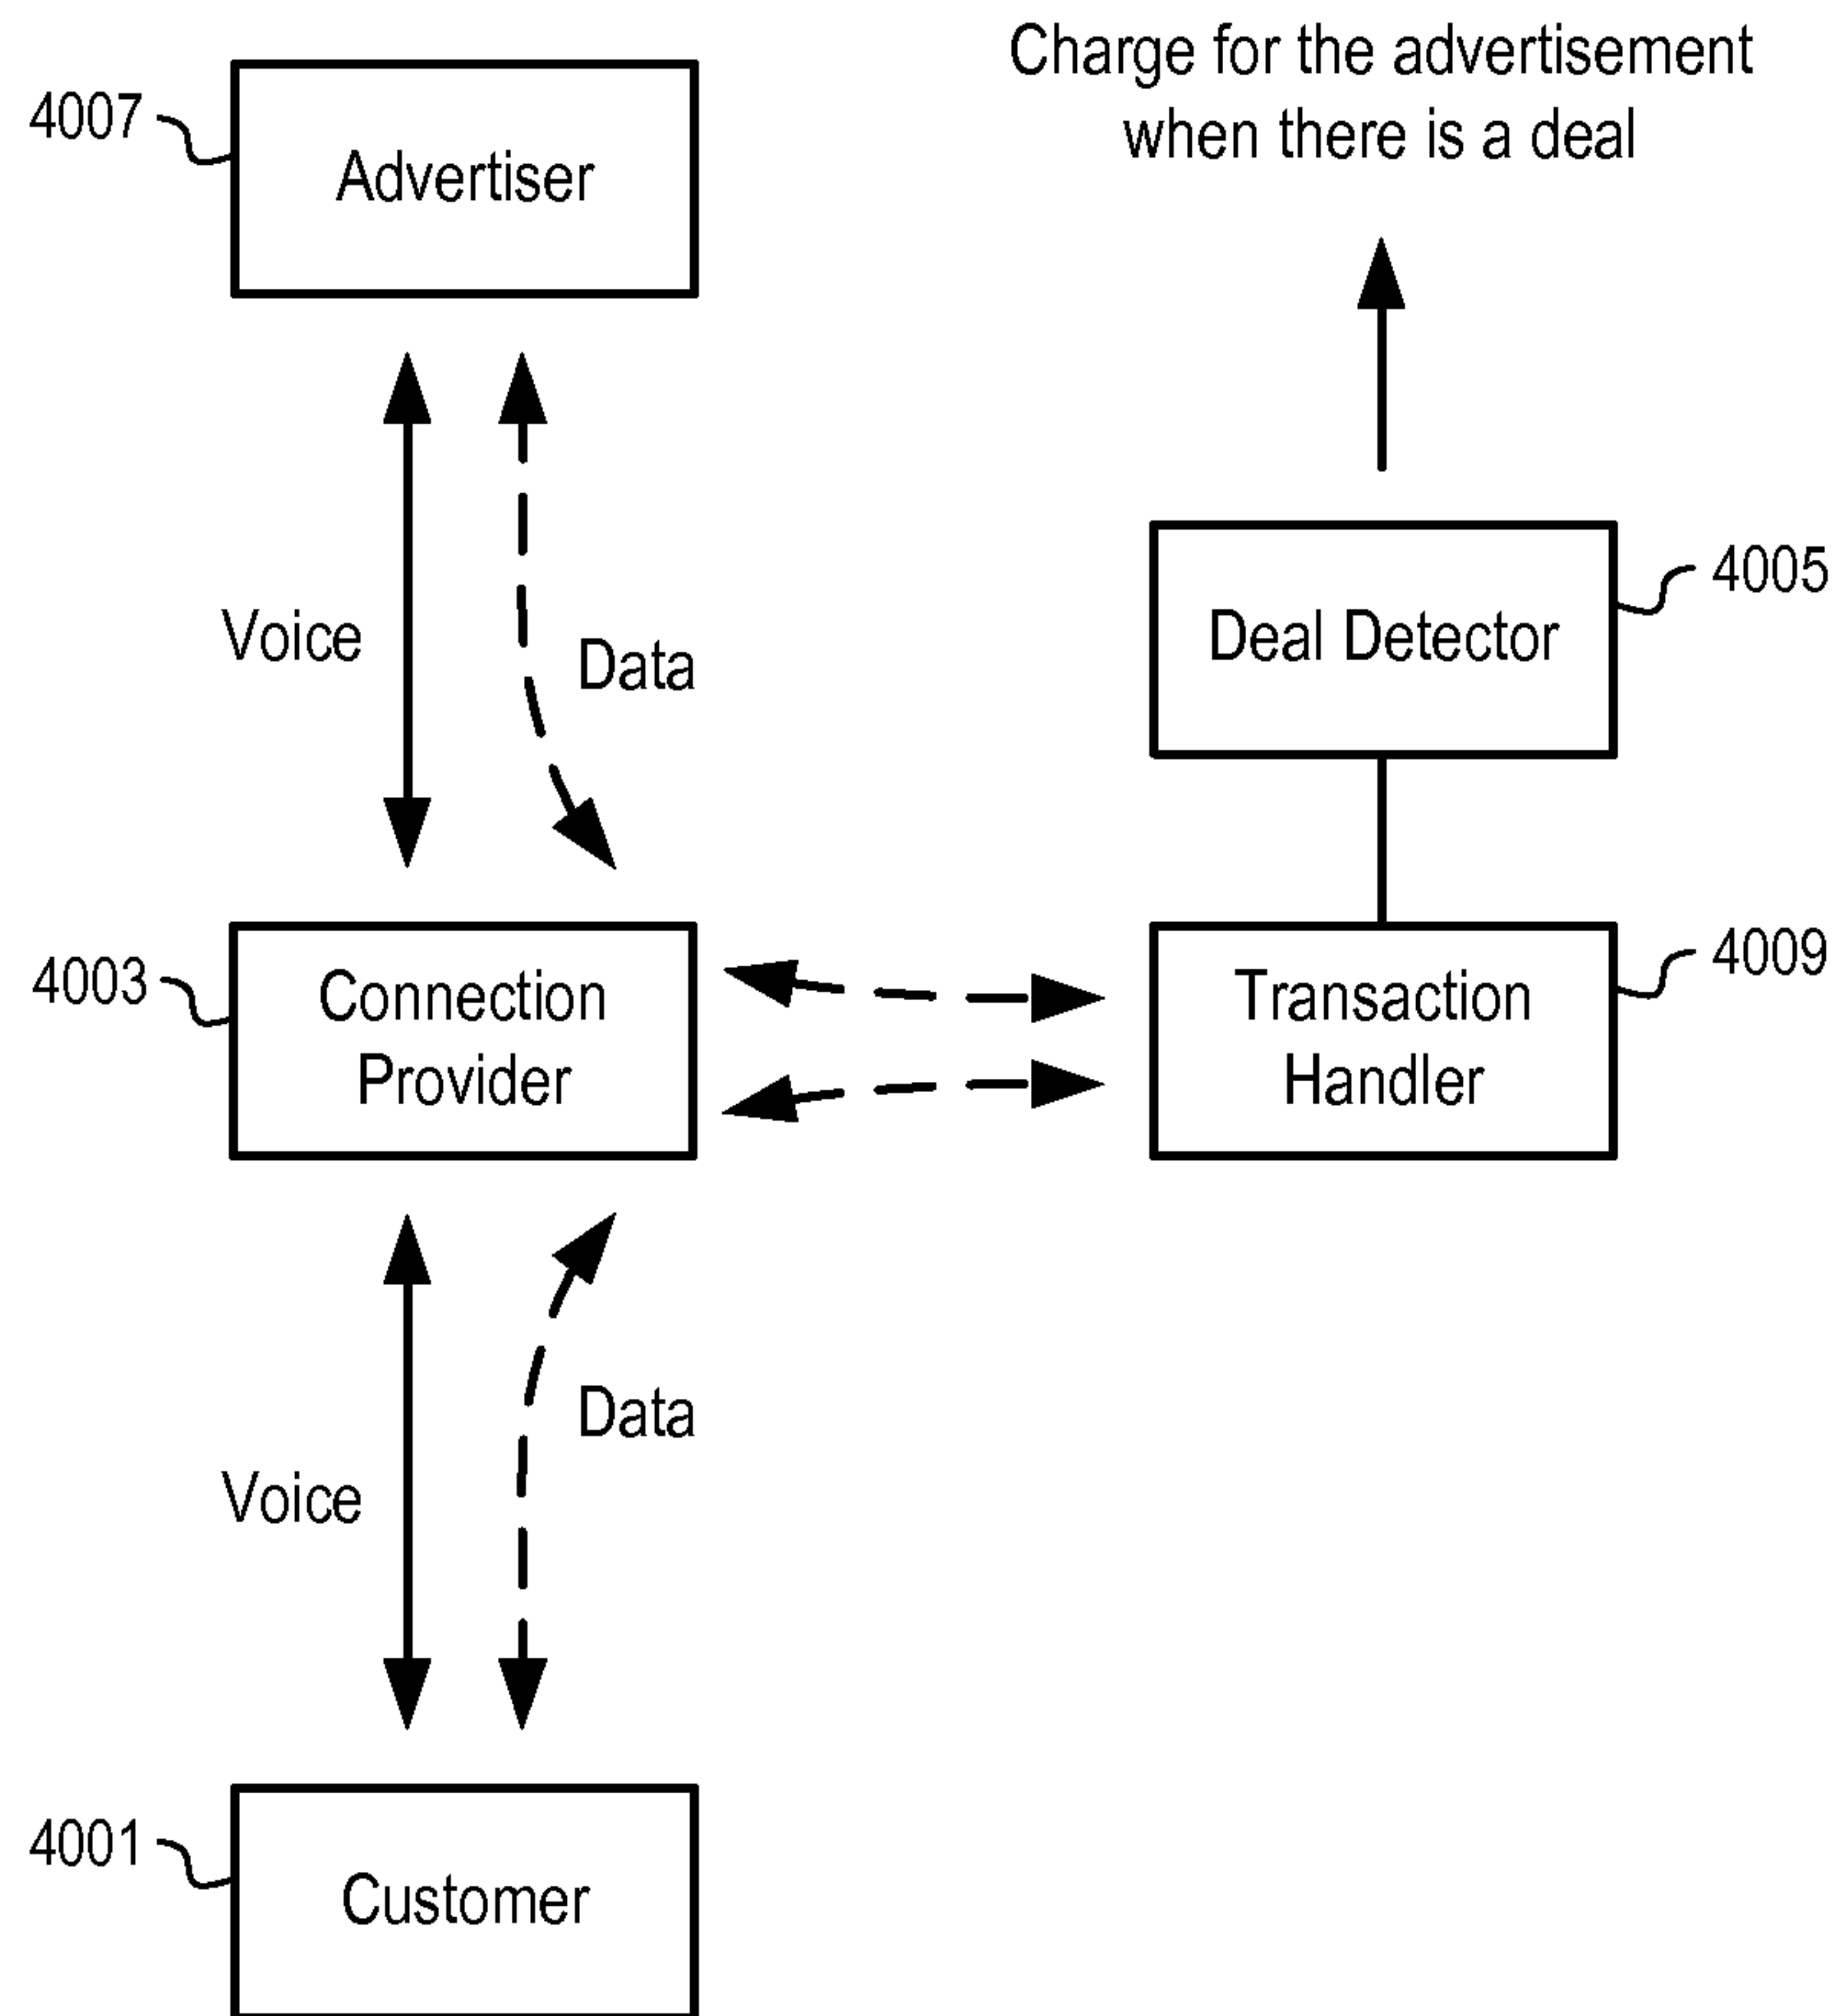 Charge for the advertisement
when there is a deal
4007
Advertiser
Voice
Data
Deal Detector
4005
4003
Connection
Provider
Transaction
Handler
4009
Voice
Data
4001
Customer